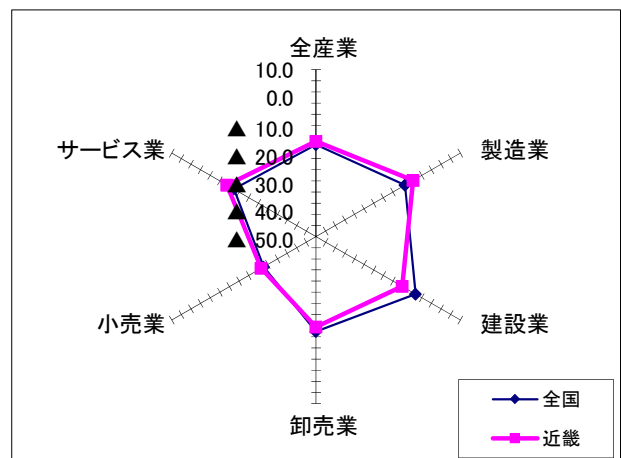 全産業
10.0
0.0
▲ 10.0
▲ 20.0
▲ 30.0
▲ 40.0
▲ 50.0
サービス業
製造業
小売業
建設業
卸売業
全国
近畿